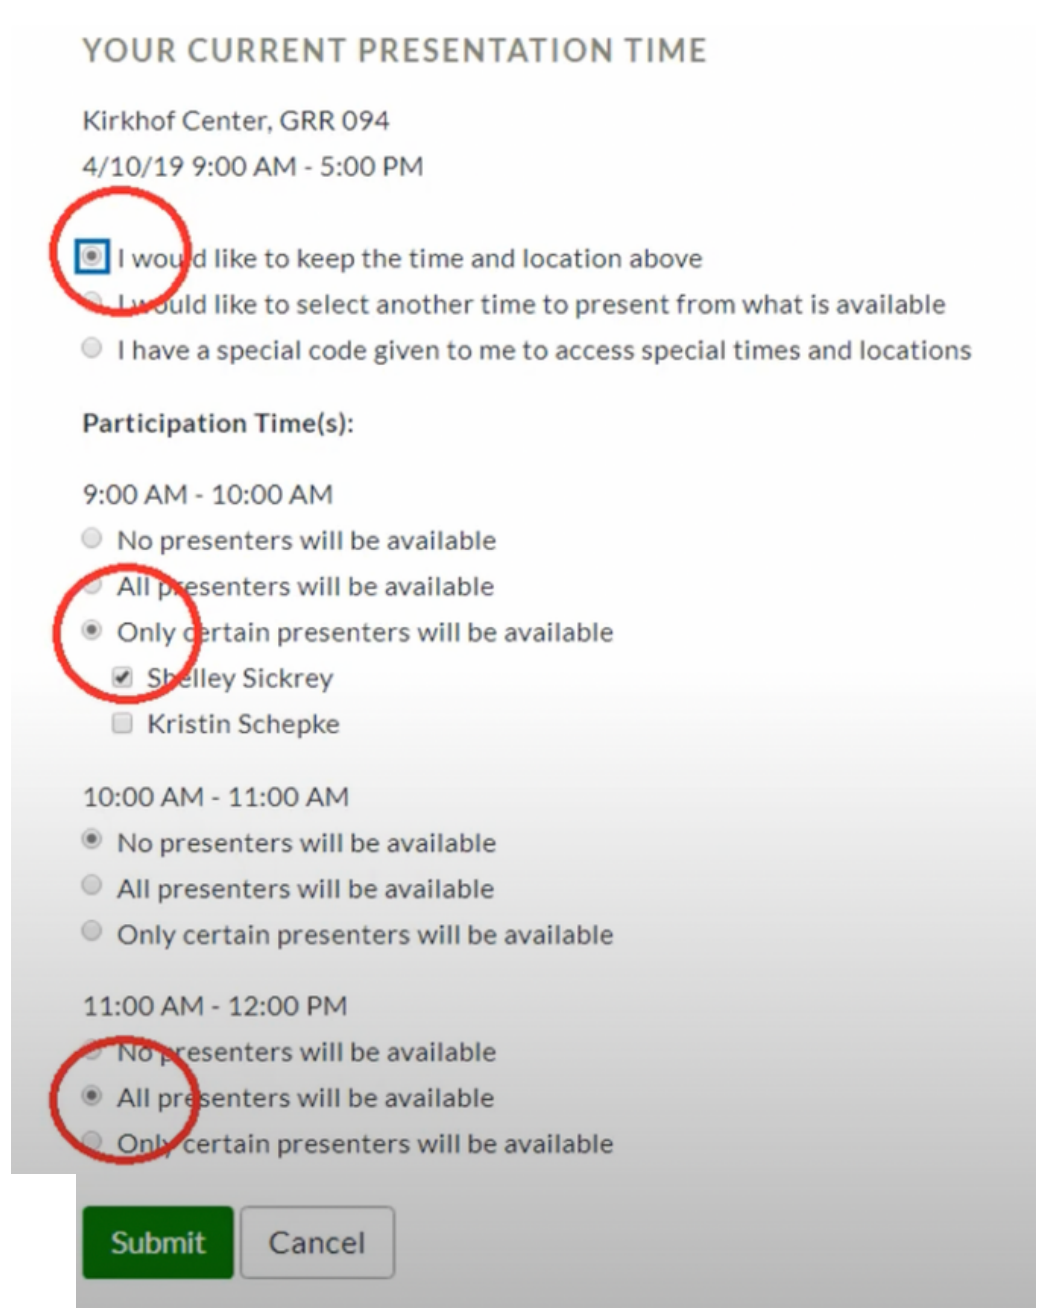 YOUR CURRENT PRESENTATION TIME
Kirkhof Center, GRR 094
4/10/19 9:00 AM - 5:00 PM
I would like to keep the time and location above
I would like to select another time to present from what is available
I have a special code given to me to access special times and locations
Participation Time(s):
9:00 AM - 10:00 AM
No presenters will be available
All presenters will be available
Only certain presenters will be available
Shelley Sickrey
Kristin Schepke
10:00 AM - 11:00 AM
No presenters will be available
All presenters will be available
Only certain presenters will be available
11:00 AM - 12:00 PM
No presenters will be available
All presenters will be available
Only certain presenters will be available
Submit Cancel